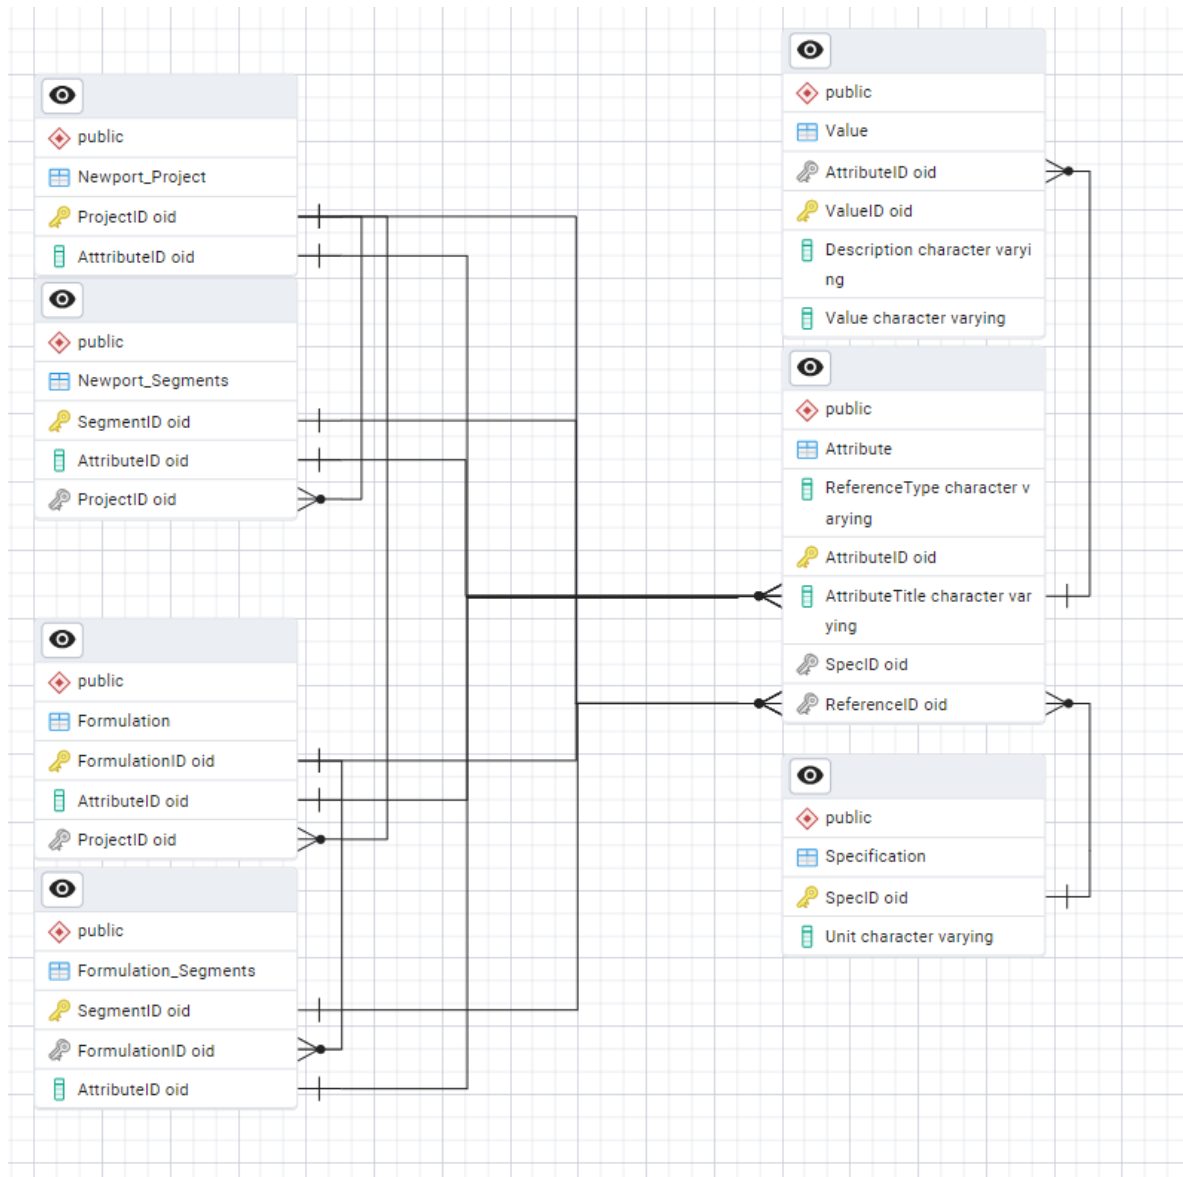 public
Newport_Project
ProjectID oid
AtttributeID oid
public
Newport_Segments
SegmentID oid
AttributeID oid
ProjectID oid
public
Formulation
FormulationID oid
AttributeID oid
ProjectID oid
public
Formulation_Segments
SegmentID oid
FormulationID oid
AttributeID oid
public
Value
AttributeID oid
ValueID oid
Description character varyi
ng
Value character varying
public
Attribute
ReferenceType character v
arying
AttributeID oid
AttributeTitle character var
ying
SpecID oid
ReferenceID oid
public
Specification
SpecID oid
Unit character varying